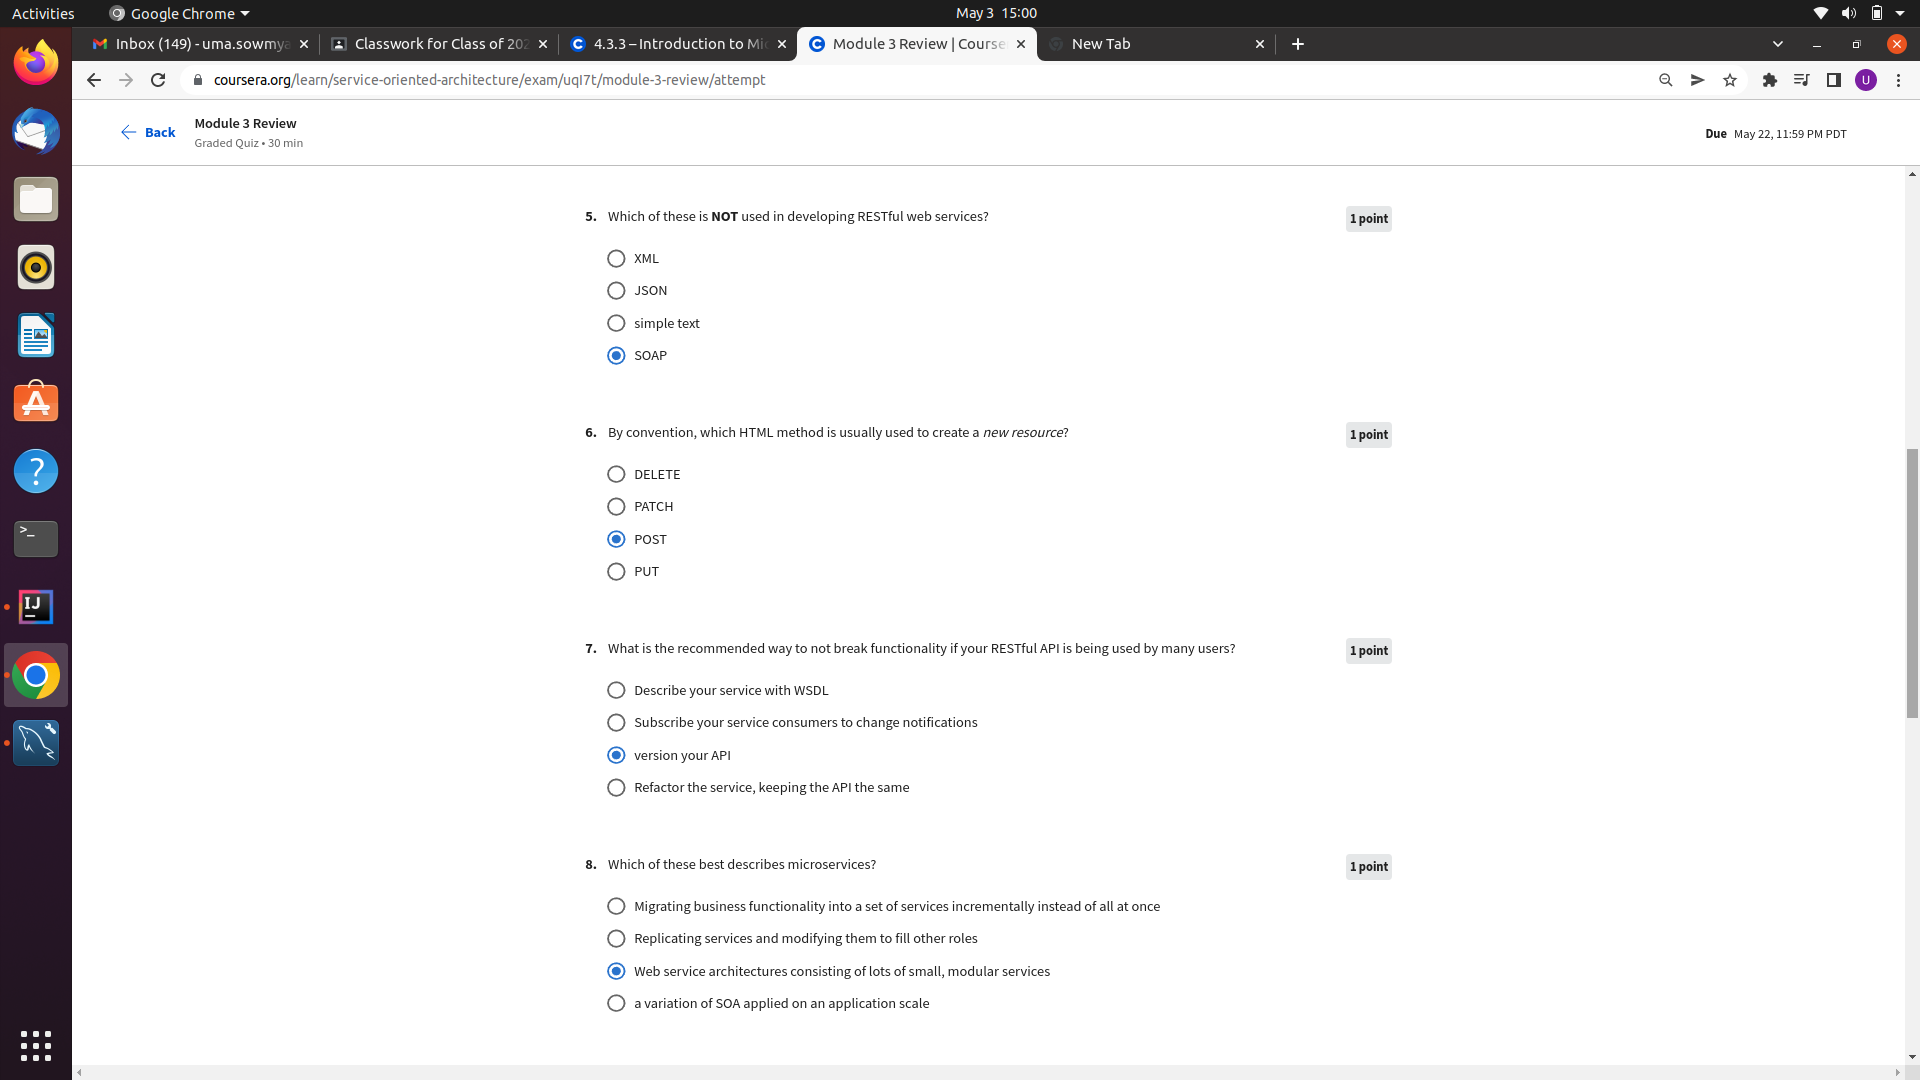 Activities
Google Chrome
May 3 15:00
Inbox (149) - uma.sowmya
Classwork for Class of 202
4.3.3 – Introduction to Mic
Module 3 Review | Course
New Tab
coursera.org/learn/service-oriented-architecture/exam/uqI7t/module-3-review/attempt
U
Back
Module 3 Review
Graded Quiz • 30 min
Due May 22, 11:59 PM PDT
5. Which of these is NOT used in developing RESTful web services?
1 point
XML
JSON
simple text
SOAP
6. By convention, which HTML method is usually used to create a new resource?
1 point
DELETE
PATCH
POST
PUT
7. What is the recommended way to not break functionality if your RESTful API is being used by many users?
1 point
Describe your service with WSDL
Subscribe your service consumers to change notifications
version your API
Refactor the service, keeping the API the same
8. Which of these best describes microservices?
1 point
Migrating business functionality into a set of services incrementally instead of all at once
Replicating services and modifying them to fill other roles
Web service architectures consisting of lots of small, modular services
a variation of SOA applied on an application scale